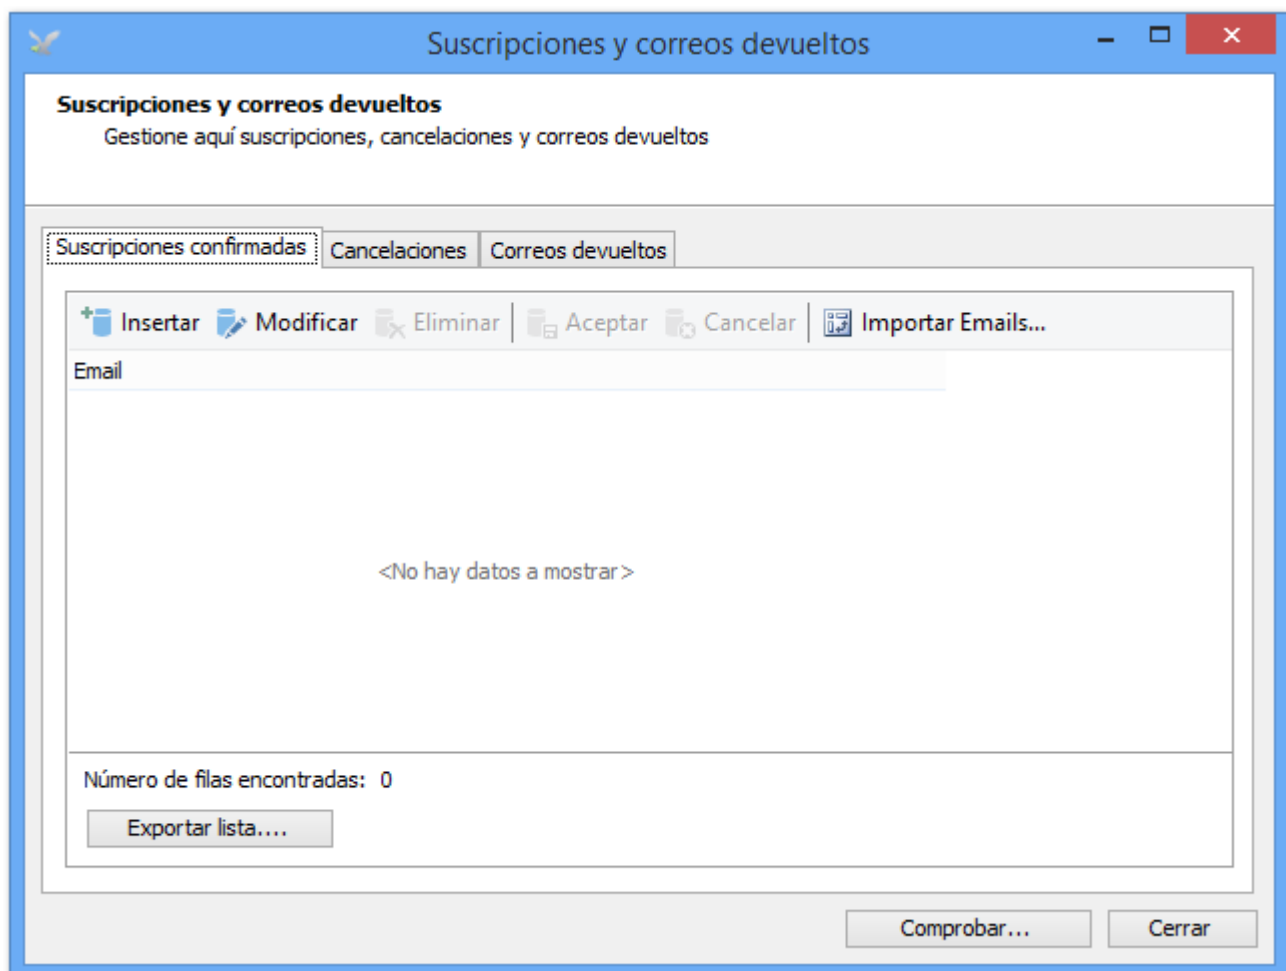 Suscripciones y correos devueltos
Suscripciones y correos devueltos
Gestione aquí suscripciones, cancelaciones y correos devueltos
Suscripciones confirmadas Cancelaciones Correos devueltos
Insertar Modificar Eliminar Aceptar Cancelar Importar Emails...
Email
<No hay datos a mostrar>
Número de filas encontradas: 0
Exportar lista....
Comprobar... Cerrar